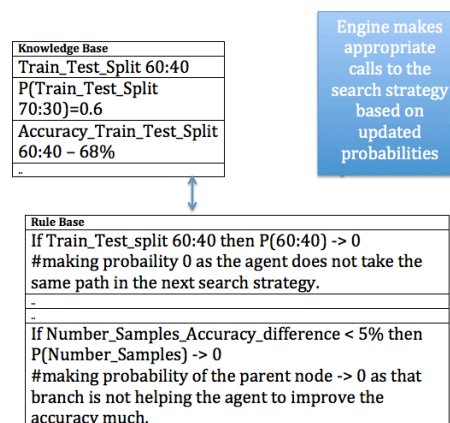 Engine makes
appropriate
calls to the
search strategy
based on
updated
probabilities
Knowledge Base
Train_Test_Split 60:40
P(Train_Test_Split
70:30)=0.6
Accuracy_Train_Test_Split
60:40 – 68%
..
Rule Base
If Train_Test_split 60:40 then P(60:40) -> 0
#making probaility 0 as the agent does not take the
same path in the next search strategy.
..
..
If Number_Samples_Accuracy_difference < 5% then
P(Number_Samples) -> 0
#making probability of the parent node -> 0 as that
branch is not helping the agent to improve the
accuracy much.